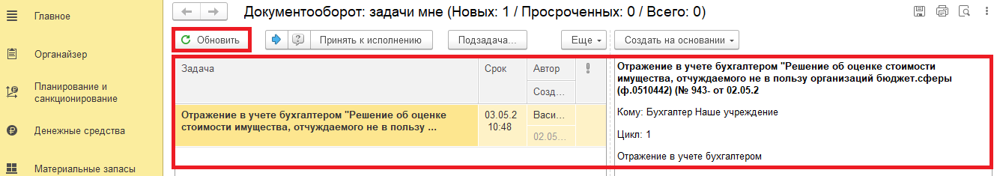 Главное
Органайзер
Планирование и
санкционирование
Денежные средства
Материальные запасы
Документооборот: задачи мне (Новых: 1 / Просроченных: 0 / Всего: 0)
Обновить
Принять к исполнению
Подзадача...
Еще
Создать на основании
Задача
Срок
Автор
Созд...
Отражение в учете бухгалтером "Решение об оценке
стоимости имущества, отчуждаемого не в пользу ...
03.05.2
10:48
Васи...
02.05...
Отражение в учете бухгалтером "Решение об оценке стоимости
имущества, отчуждаемого не в пользу организаций бюджет.сферы
(ф.0510442) (№ 943- от 02.05.2
Кому: Бухгалтер Наше учреждение
Цикл: 1
Отражение в учете бухгалтером